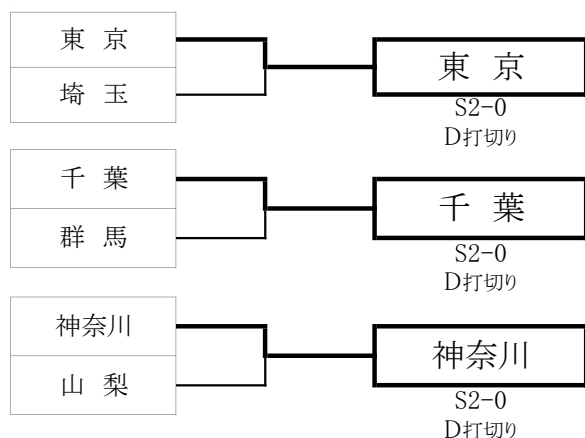 東 京
埼 玉
東 京
S2-0
D打切り
千 葉
群 馬
千 葉
S2-0
D打切り
神奈川
山 梨
神奈川
S2-0
D打切り